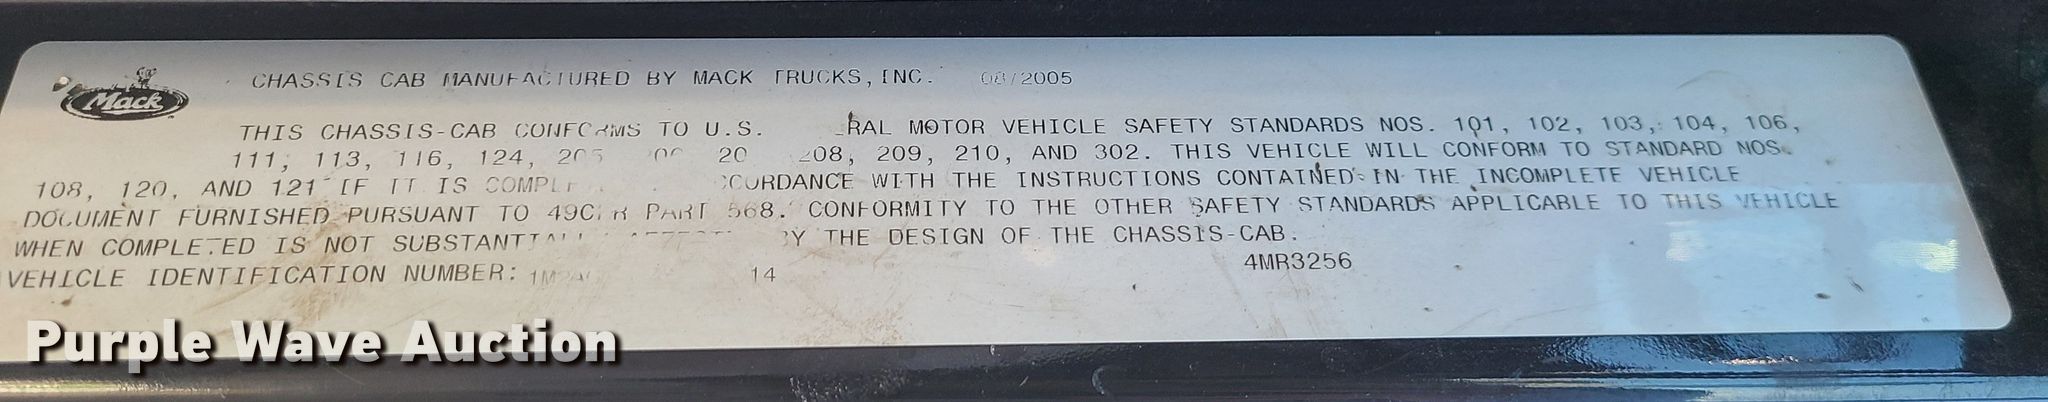 Mack
CHASSIS CAB MANUFACTURED BY MACK TRUCKS, INC. 08/2005
THIS CHASSIS-CAB CONFORMS TO U.S. MOTOR VEHICLE SAFETY STANDARDS NOS. 101, 102, 103, 104, 106,
111, 113, 116, 124, 208, 209, 210, AND 302. THIS VEHICLE WILL CONFORM TO STANDARD NOS.
108, 120, AND 121 IF IT IS WITH THE INSTRUCTIONS CONTAINED IN THE INCOMPLETE VEHICLE
DOCUMENT FURNISHED PURSUANT TO 49CFR PART 568. CONFORMITY TO THE OTHER SAFETY STANDARDS APPLICABLE TO THIS VEHICLE
WHEN COMPLETED IS NOT BY THE DESIGN OF THE CHASSIS-CAB.
VEHICLE IDENTIFICATION NUMBER: 14 4MR3256
Purple Wave Auction